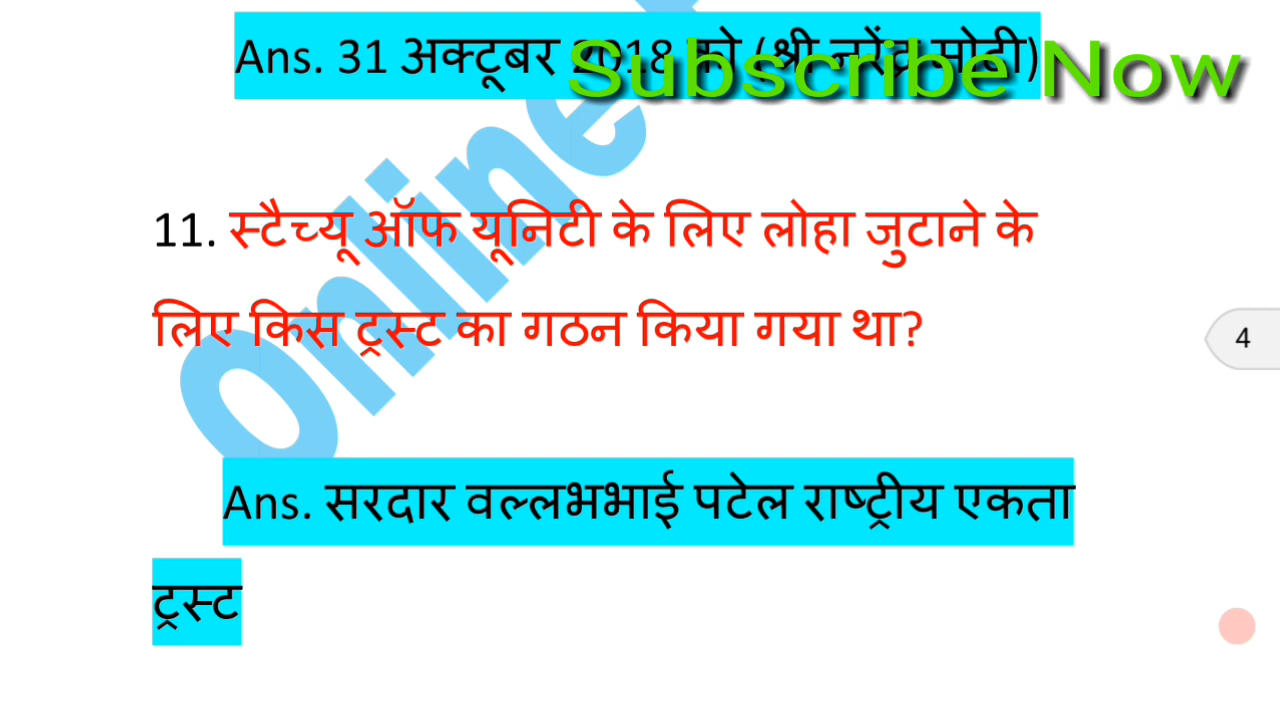 Ans. 31 अक्टूबर 2018 को (श्री नरेंद्र मोदी)
Subscribe Now
11. स्टैच्यू ऑफ यूनिटी के लिए लोहा जुटाने के
लिए किस ट्रस्ट का गठन किया गया था?
4
Ans. सरदार वल्लभभाई पटेल राष्ट्रीय एकता
ट्रस्ट
Online